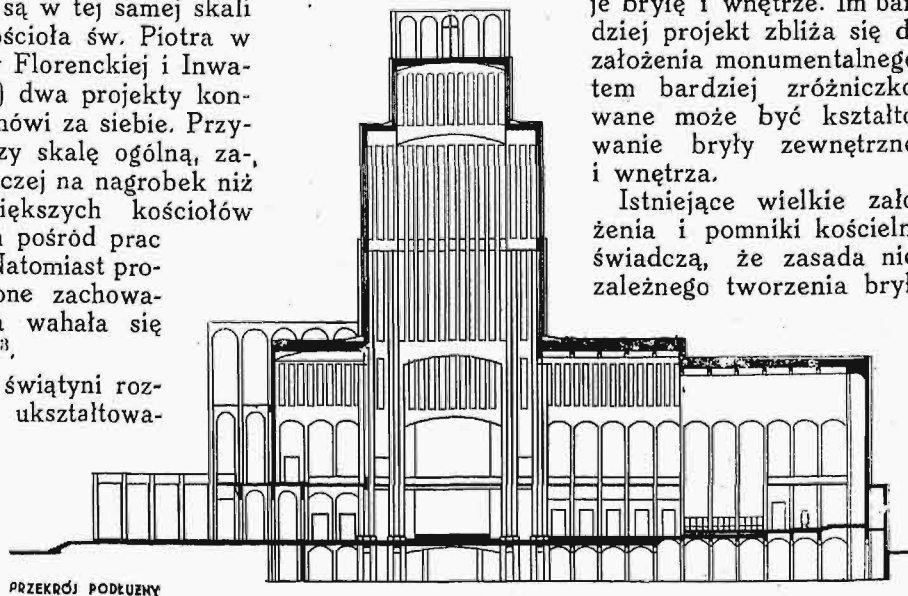 są w tej samej skali
ościoła św. Piotra w
Florenckiej i Inwa-
) dwa projekty kon-
nówi za siebie. Przy-
zy skalę ogólną, za-,
czej na nagrobek niż
iększych kościołów
pośród prac
Natomiast pro-
one zachowa-
wahała się
świątyni roz-
ukształtowa-
je bryłę i wnętrze. Im bar
dziej projekt zbliża się d
założenia monumentalnego
tem bardziej zróżniczko
wane może być kształto
wanie bryły zewnętrzne
i wnętrza.
Istniejące wielkie zało
żenia i pomniki kościeln
świadczą, że zasada nie
zależnego tworzenia brył
PRZEKRÓJ PODŁUŻNY